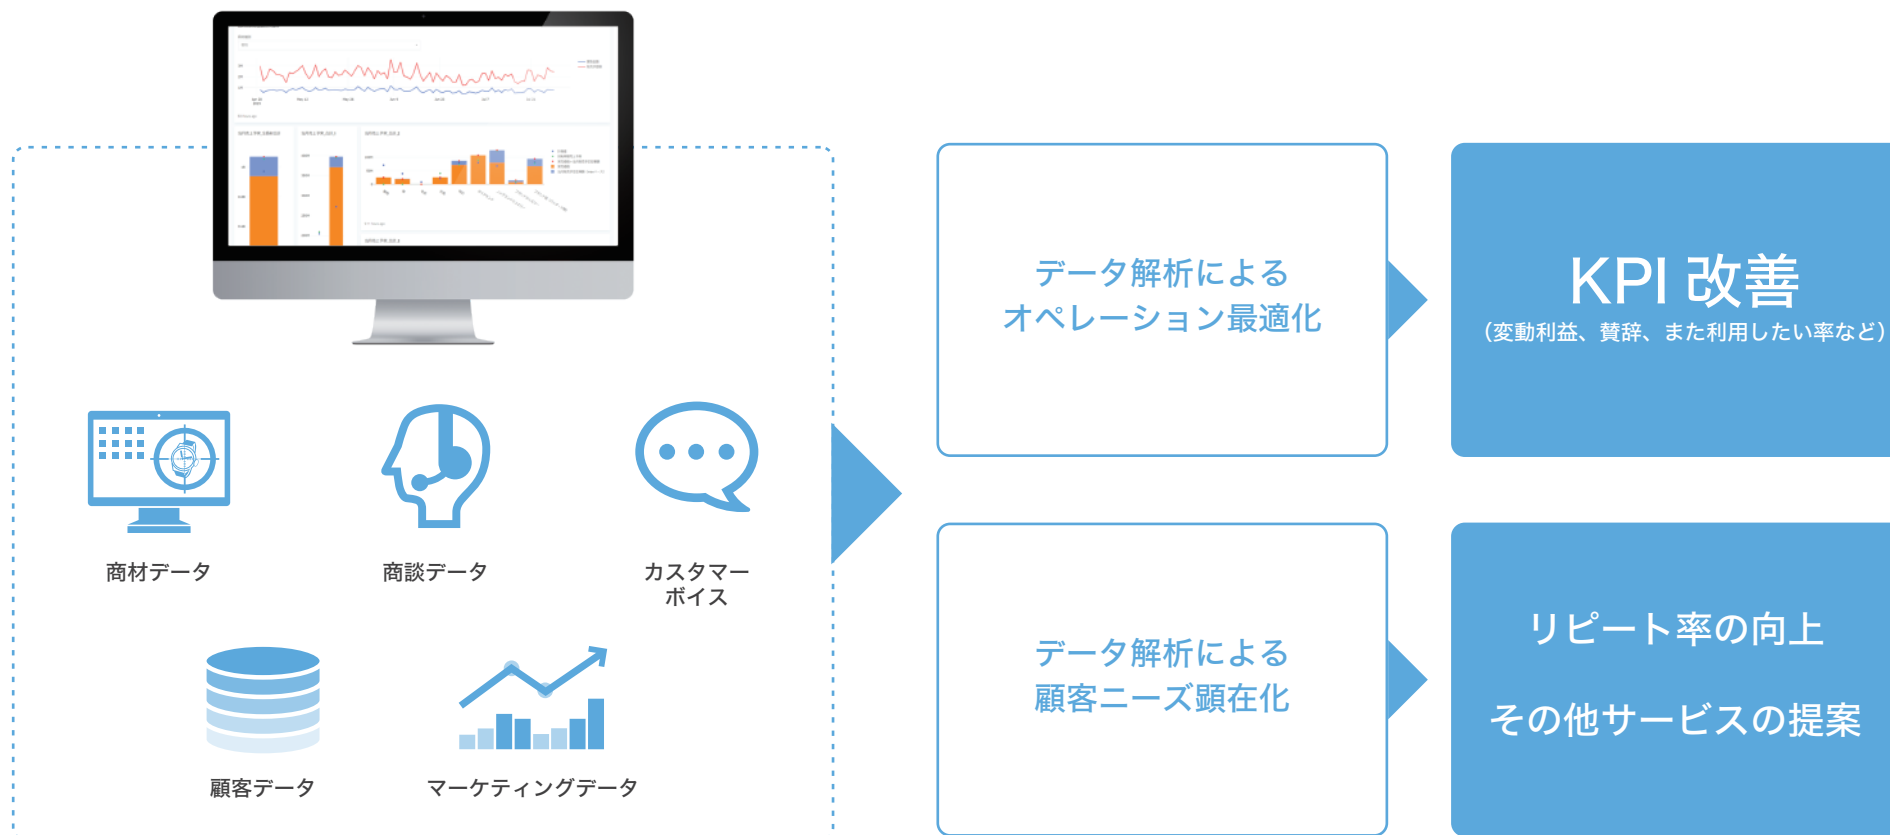 商材データ
商談データ
カスタマー
ボイス
顧客データ
マーケティングデータ
データ解析による
オペレーション最適化
KPI 改善
（変動利益、賛辞、また利用したい率など）
データ解析による
顧客ニーズ顕在化
リピート率の向上
その他サービスの提案